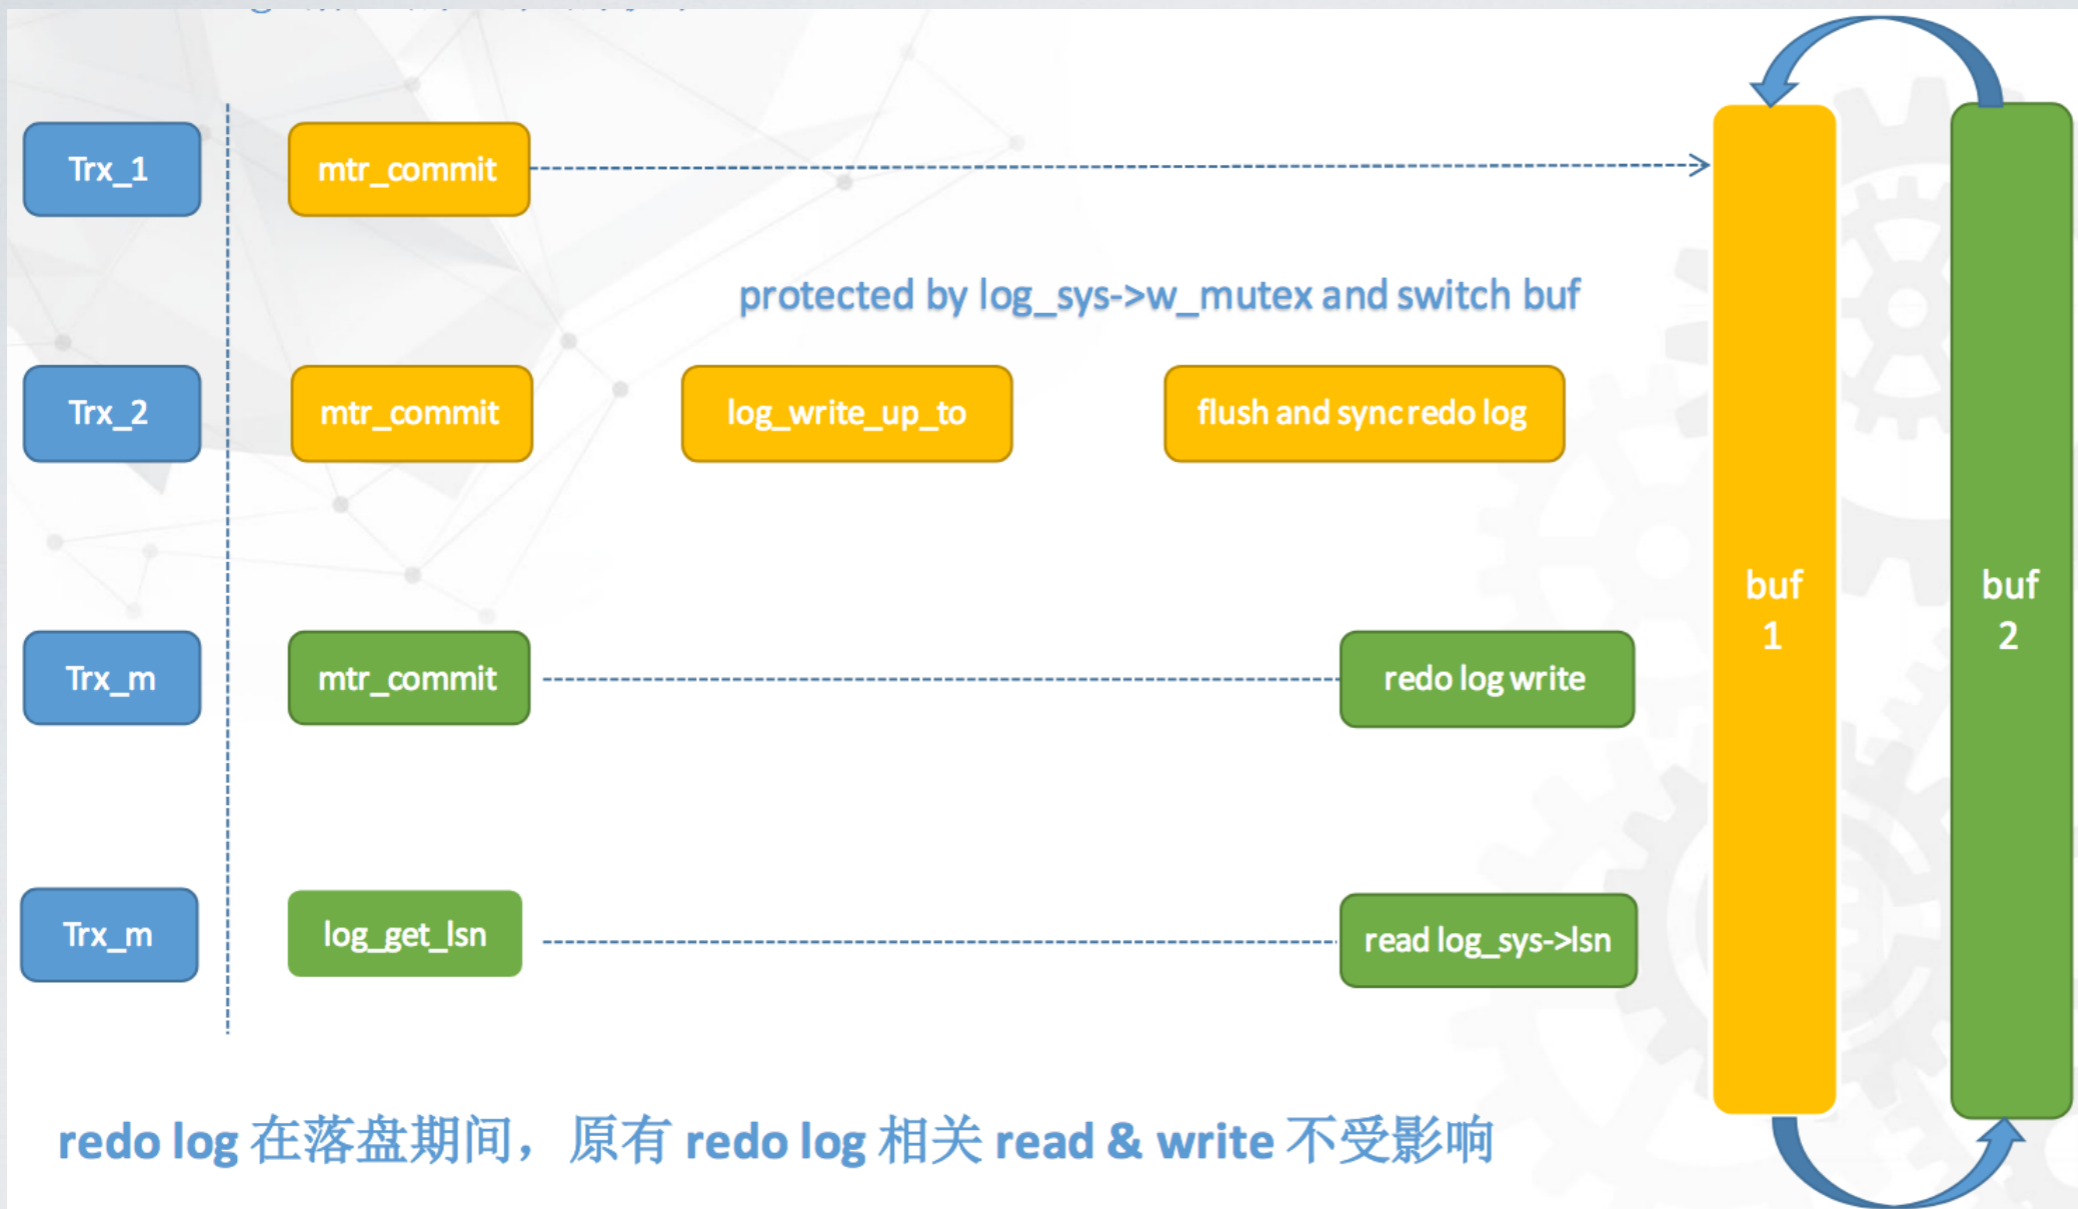 Trx_1
mtr_commit
protected by log_sys->w_mutex and switch buf
Trx_2
mtr_commit
log_write_up_to
flush and sync redo log
buf
1
buf
2
Trx_m
mtr_commit
redo log write
Trx_m
log_get_lsn
read log_sys->lsn
redo log 在落盘期间，原有 redo log 相关 read & write 不受影响